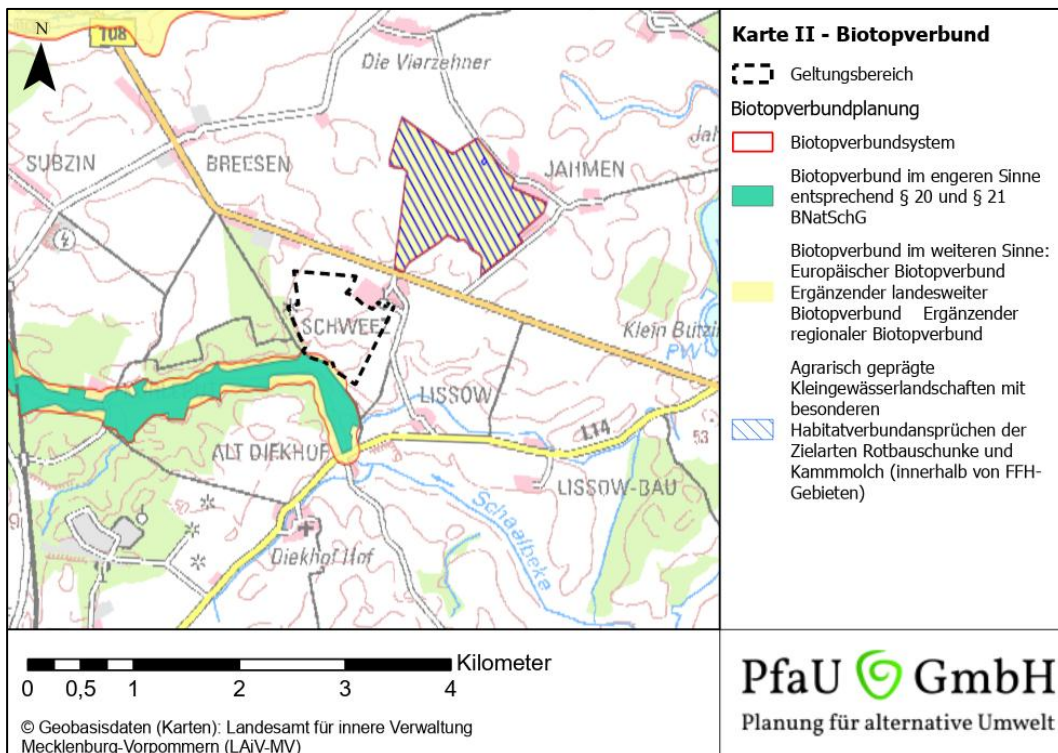 N
108
Die Vierzehner
SUBZIN
BREESEN
JAHMEN
SCHWEEZ
Klein Butzin
PW
LISSOW
L14
53
ALT DIEKHOF
LISSOW-BAU
Schaalbeke
Diekhof Hof
Karte II - Biotopverbund
Geltungsbereich
Biotopverbundplanung
Biotopverbundsystem
Biotopverbund im engeren Sinne
entsprechend § 20 und § 21
BNatSchG
Biotopverbund im weiteren Sinne:
Europäischer Biotopverbund
Ergänzender landesweiter
Biotopverbund Ergänzender
regionaler Biotopverbund
Agrarisch geprägte
Kleingewässerlandschaften mit
besonderen
Habitatverbundansprüchen der
Zielarten Rotbauschunke und
Kammmolch (innerhalb von FFH-
Gebieten)
Kilometer
0 0,5 1 2 3 4
© Geobasisdaten (Karten): Landesamt für innere Verwaltung
Mecklenburg-Vorpommern (LAiV-MV)
PfaU GmbH
Planung für alternative Umwelt